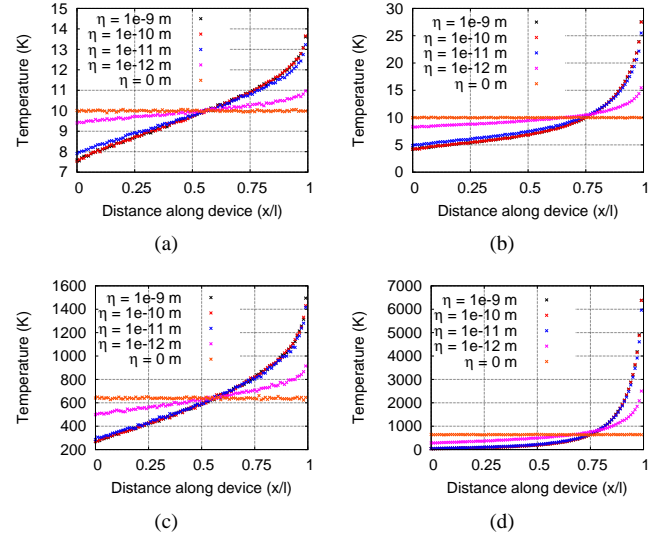 15
14
13
12
11
10
9
8
7
Temperature (K)
η = 1e-9 m
η = 1e-10 m
η = 1e-11 m
η = 1e-12 m
η = 0 m
0 0.25 0.5 0.75 1
Distance along device (x/l)
(a)
30
25
20
15
10
5
0
Temperature (K)
η = 1e-9 m
η = 1e-10 m
η = 1e-11 m
η = 1e-12 m
η = 0 m
0 0.25 0.5 0.75 1
Distance along device (x/l)
(b)
1600
1400
1200
1000
800
600
400
200
Temperature (K)
η = 1e-9 m
η = 1e-10 m
η = 1e-11 m
η = 1e-12 m
η = 0 m
0 0.25 0.5 0.75 1
Distance along device (x/l)
(c)
7000
6000
5000
4000
3000
2000
1000
0
Temperature (K)
η = 1e-9 m
η = 1e-10 m
η = 1e-11 m
η = 1e-12 m
η = 0 m
0 0.25 0.5 0.75 1
Distance along device (x/l)
(d)